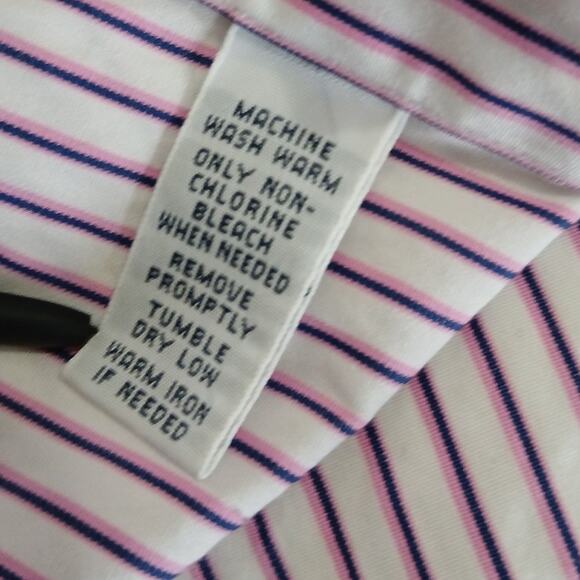 MACHINE
WASH WARM
ONLY NON-
CHLORINE
BLEACH
WHEN NEEDED
REMOVE
PROMPTLY
TUMBLE
DRY LOW
WARM IRON
IF NEEDED